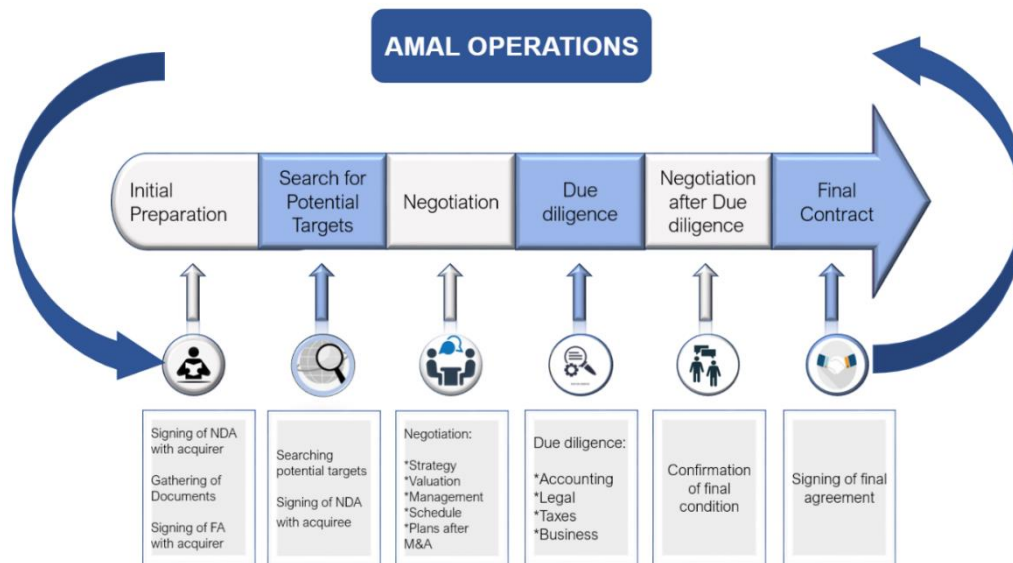 AMAL OPERATIONS
Initial
Preparation
Search for
Potential
Targets
Negotiation
Due
diligence
Negotiation
after Due
diligence
Final
Contract
Signing of NDA
with acquirer
Gathering of
Documents
Signing of FA
with acquirer
Searching
potential targets
Signing of NDA
with acquiree
Negotiation:
*Strategy
*Valuation
*Management
*Schedule
*Plans after
M&A
Due diligence:
*Accounting
*Legal
*Taxes
*Business
Confirmation
of final
condition
Signing of final
agreement